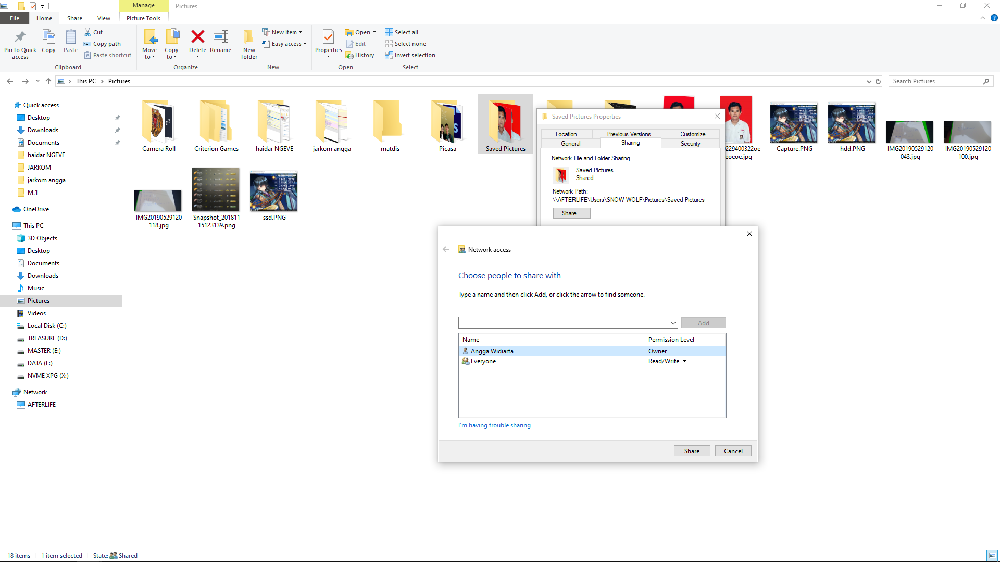 Manage
Pictures
File
Home
Share
View
Picture Tools
Pin to Quick access
Copy
Paste
Cut
Copy path
Paste shortcut
Clipboard
Move to
Copy to
Delete
Rename
Organize
New folder
New item
Easy access
New
Properties
Open
Edit
History
Open
Select all
Select none
Invert selection
Select
This PC
Pictures
Search Pictures
Quick access
Desktop
Downloads
Documents
haidar NGEVE
JARKOM
jarkom angga
M.1
OneDrive
This PC
3D Objects
Desktop
Documents
Downloads
Music
Pictures
Videos
Local Disk (C:)
TREASURE (D:)
MASTER (E:)
DATA (F:)
NVME XPG (X:)
Network
AFTERLIFE
Camera Roll
Criterion Games
haidar NGEVE
jarkom angga
matdis
Picasa
Saved Pictures
229400322oe
eoeoe.jpg
Capture.PNG
hdd.PNG
IMG20190529120
043.jpg
IMG20190529120
100.jpg
IMG20190529120
118.jpg
Snapshot_201811
15123139.png
ssd.PNG
Saved Pictures Properties
Location
Previous Versions
Customize
General
Sharing
Security
Network File and Folder Sharing
Saved Pictures
Shared
Network Path:
\\AFTERLIFE\Users\SNOW-WOLF\Pictures\Saved Pictures
Share...
Network access
Choose people to share with
Type a name and then click Add, or click the arrow to find someone.
Add
Name
Permission Level
Angga Widiarta
Owner
Everyone
Read/Write
I'm having trouble sharing
Share
Cancel
18 items
1 item selected
State:
Shared